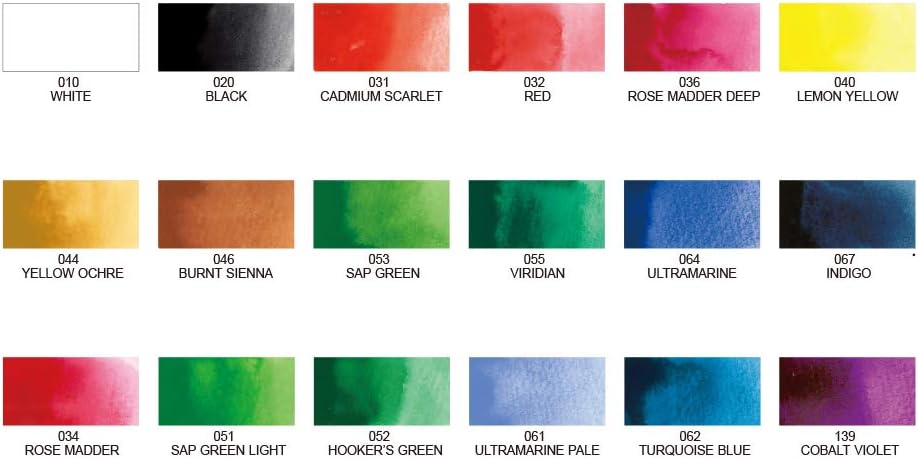 010
WHITE
020
BLACK
031
CADMIUM SCARLET
032
RED
036
ROSE MADDER DEEP
040
LEMON YELLOW
044
YELLOW OCHRE
046
BURNT SIENNA
053
SAP GREEN
055
VIRIDIAN
064
ULTRAMARINE
067
INDIGO
034
ROSE MADDER
051
SAP GREEN LIGHT
052
HOOKER'S GREEN
061
ULTRAMARINE PALE
062
TURQUOISE BLUE
139
COBALT VIOLET